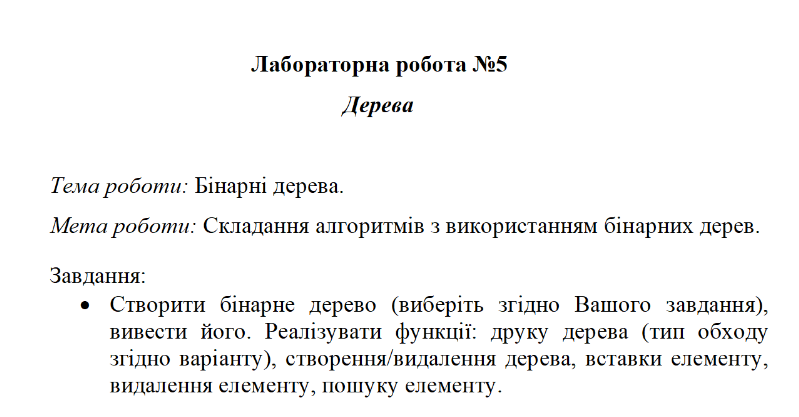 Лабораторна робота №5
Дерева
Тема роботи: Бінарні дерева.
Мета роботи: Складання алгоритмів з використанням бінарних дерев.
Завдання:
• Створити бінарне дерево (виберіть згідно Вашого завдання),
вивести його. Реалізувати функції: друку дерева (тип обходу
згідно варіанту), створення/видалення дерева, вставки елементу,
видалення елементу, пошуку елементу.